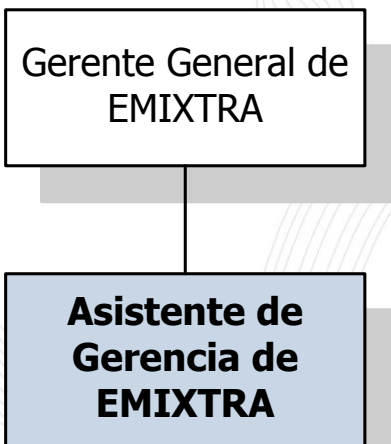 Gerente General de
EMIXTRA
Asistente de
Gerencia de
EMIXTRA